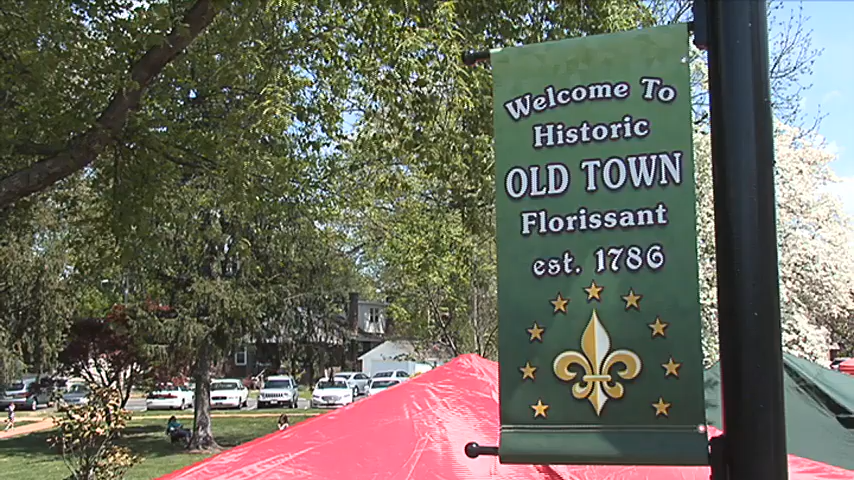 Welcome To
Historic
OLD TOWN
Florissant
est. 1786